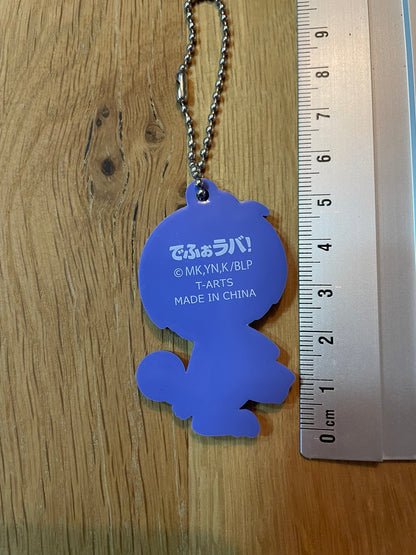 でふぉラバ!
©MK,YN,K/BLP
T-ARTS
MADE IN CHINA
9
8
7
6
5
4
3
2
1
0 cm